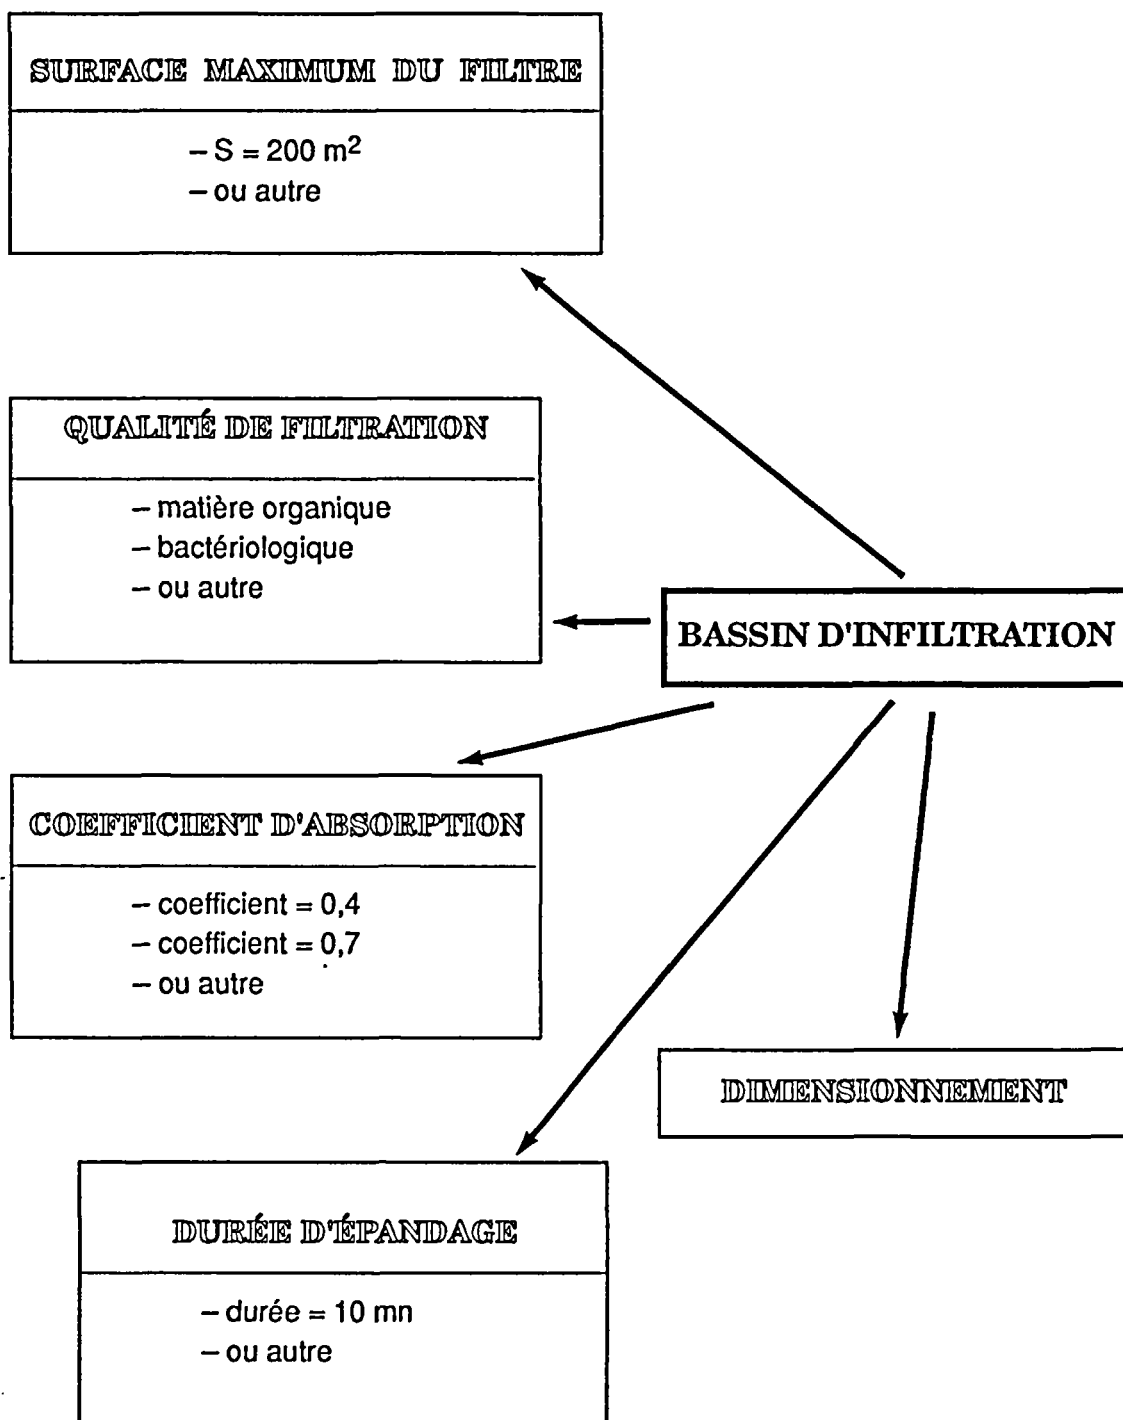 SURFACE MAXIMUM DU FILTRE
– S = 200 m²
– ou autre
QUALITÉ DE FILTRATION
– matière organique
– bactériologique
– ou autre
BASSIN D'INFILTRATION
COEFFICIENT D'ABSORPTION
– coefficient = 0,4
– coefficient = 0,7
– ou autre
DIMENSIONNEMENT
DURÉE D'ÉPANDAGE
– durée = 10 mn
– ou autre